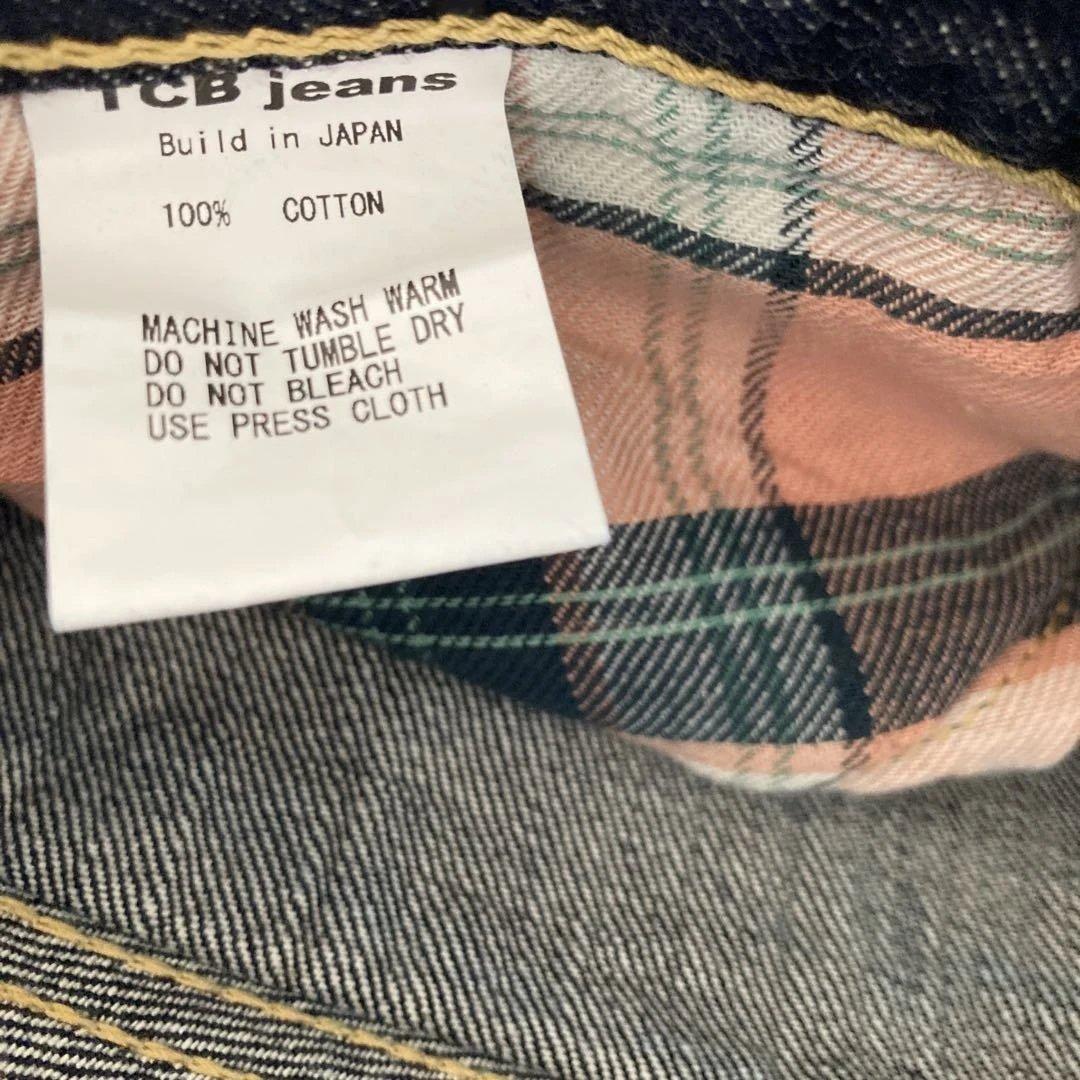 TCB jeans
Build in JAPAN
100% COTTON
MACHINE WASH WARM
DO NOT TUMBLE DRY
DO NOT BLEACH
USE PRESS CLOTH